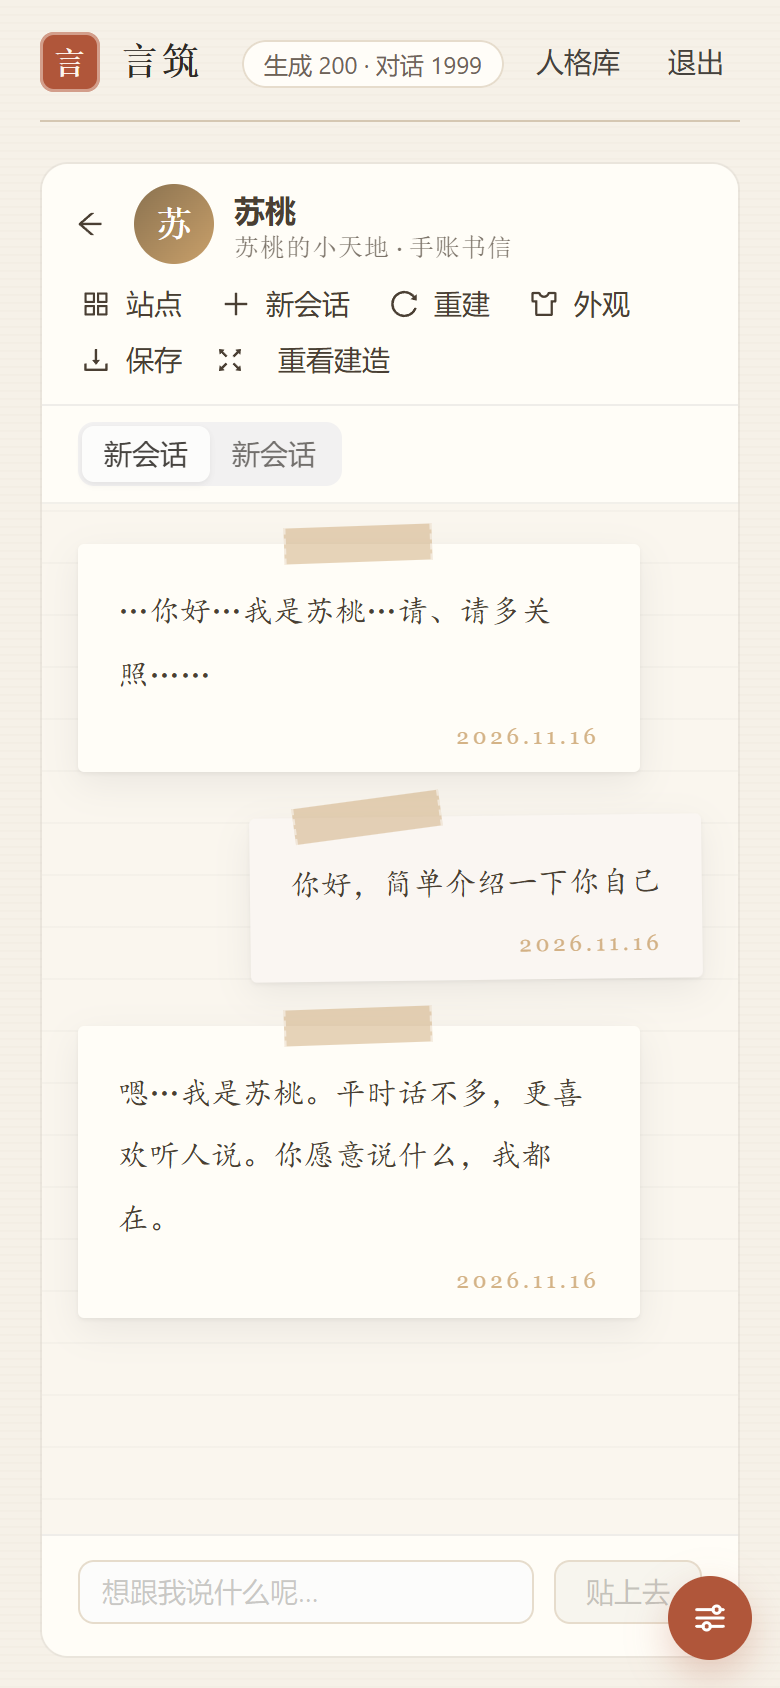 言 言筑 生成 200 · 对话 1999 人格库 退出
苏 苏桃
苏桃的小天地 · 手账书信
站点 新会话 重建 外观
保存 重看建造
新会话 新会话
…你好…我是苏桃…请、请多关
照……
2026.11.16
你好，简单介绍一下你自己
2026.11.16
嗯…我是苏桃。平时话不多，更喜
欢听人说。你愿意说什么，我都
在。
2026.11.16
想跟我说什么呢... 贴上去